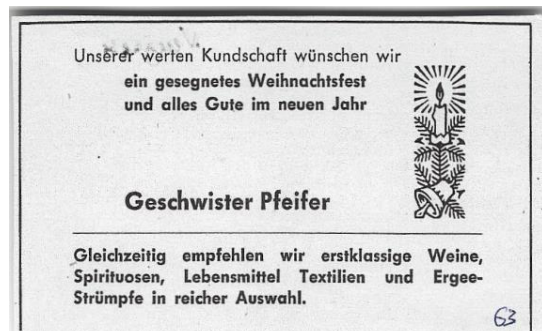 Unserer werten Kundschaft wünschen wir
ein gesegnetes Weihnachtsfest
und alles Gute im neuen Jahr
Geschwister Pfeifer
Gleichzeitig empfehlen wir erstklassige Weine,
Spirituosen, Lebensmittel Textilien und Ergee-
Strümpfe in reicher Auswahl.
63